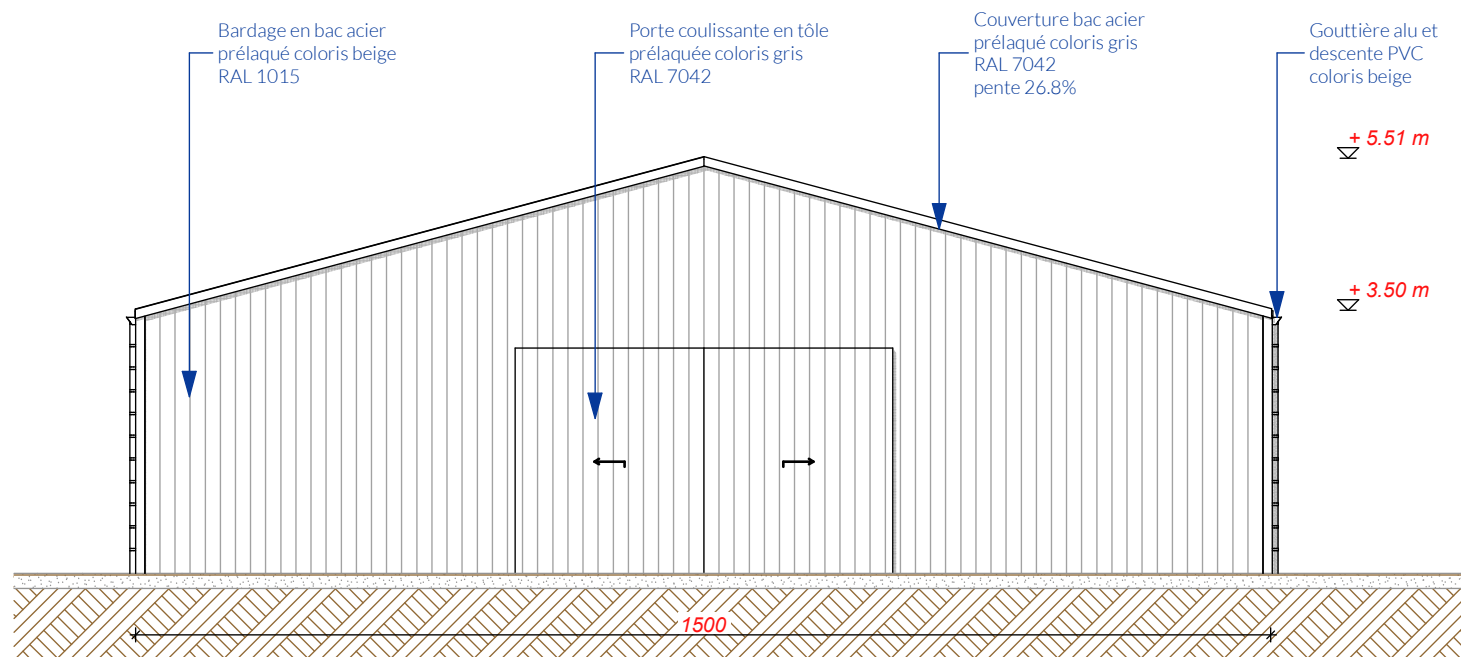 Bardage en bac acier
prélaqué coloris beige
RAL 1015
Porte coulissante en tôle
prélaquée coloris gris
RAL 7042
Couverture bac acier
prélaqué coloris gris
RAL 7042
pente 26.8%
Gouttière alu et
descente PVC
coloris beige
+ 5.51 m
+ 3.50 m
1500